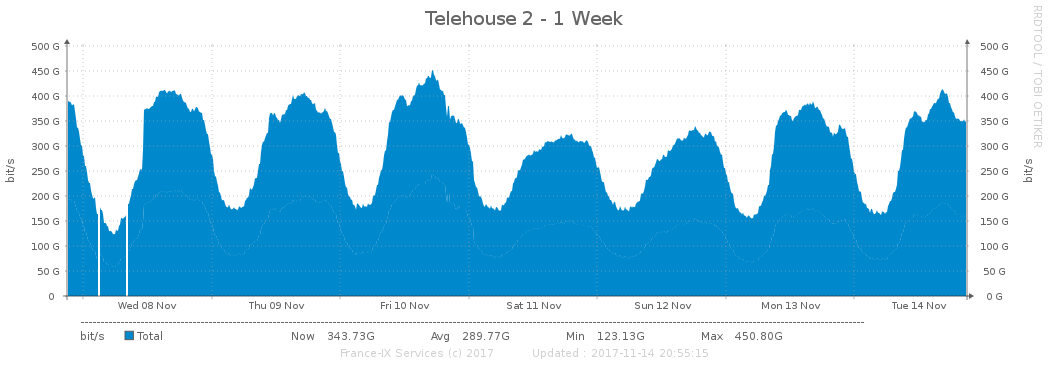 Telehouse 2 - 1 Week
RRDTOOL / TOBI OETIKER
500 G 500 G
450 G 450 G
400 G 400 G
350 G 350 G
300 G 300 G
250 G 250 G
200 G 200 G
150 G 150 G
100 G 100 G
50 G 50 G
0 0 G
bit/s bit/s
Wed 08 Nov Thu 09 Nov Fri 10 Nov Sat 11 Nov Sun 12 Nov Mon 13 Nov Tue 14 Nov
bit/s Total Now 343.73G Avg 289.77G Min 123.13G Max 450.80G
France-IX Services (c) 2017 Updated : 2017-11-14 20:55:15